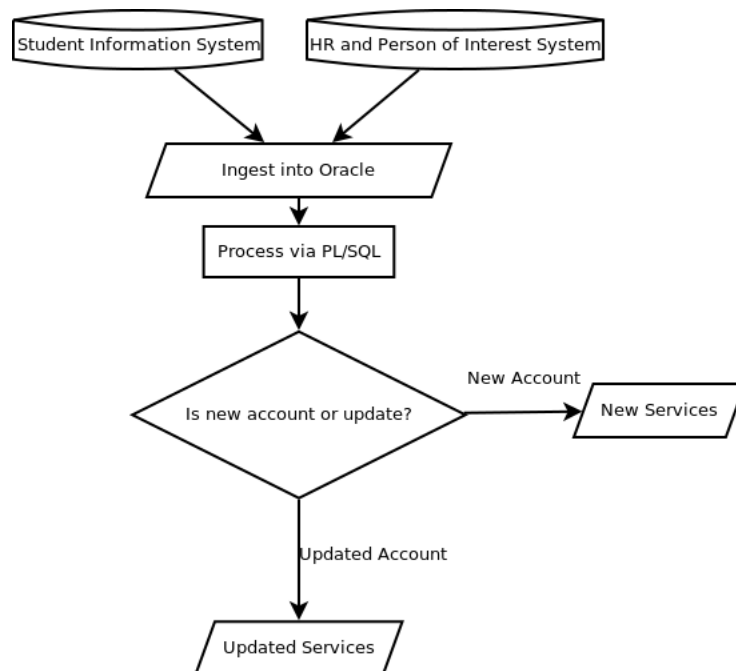 Student Information System
HR and Person of Interest System
Ingest into Oracle
Process via PL/SQL
Is new account or update?
New Account
New Services
Updated Account
Updated Services